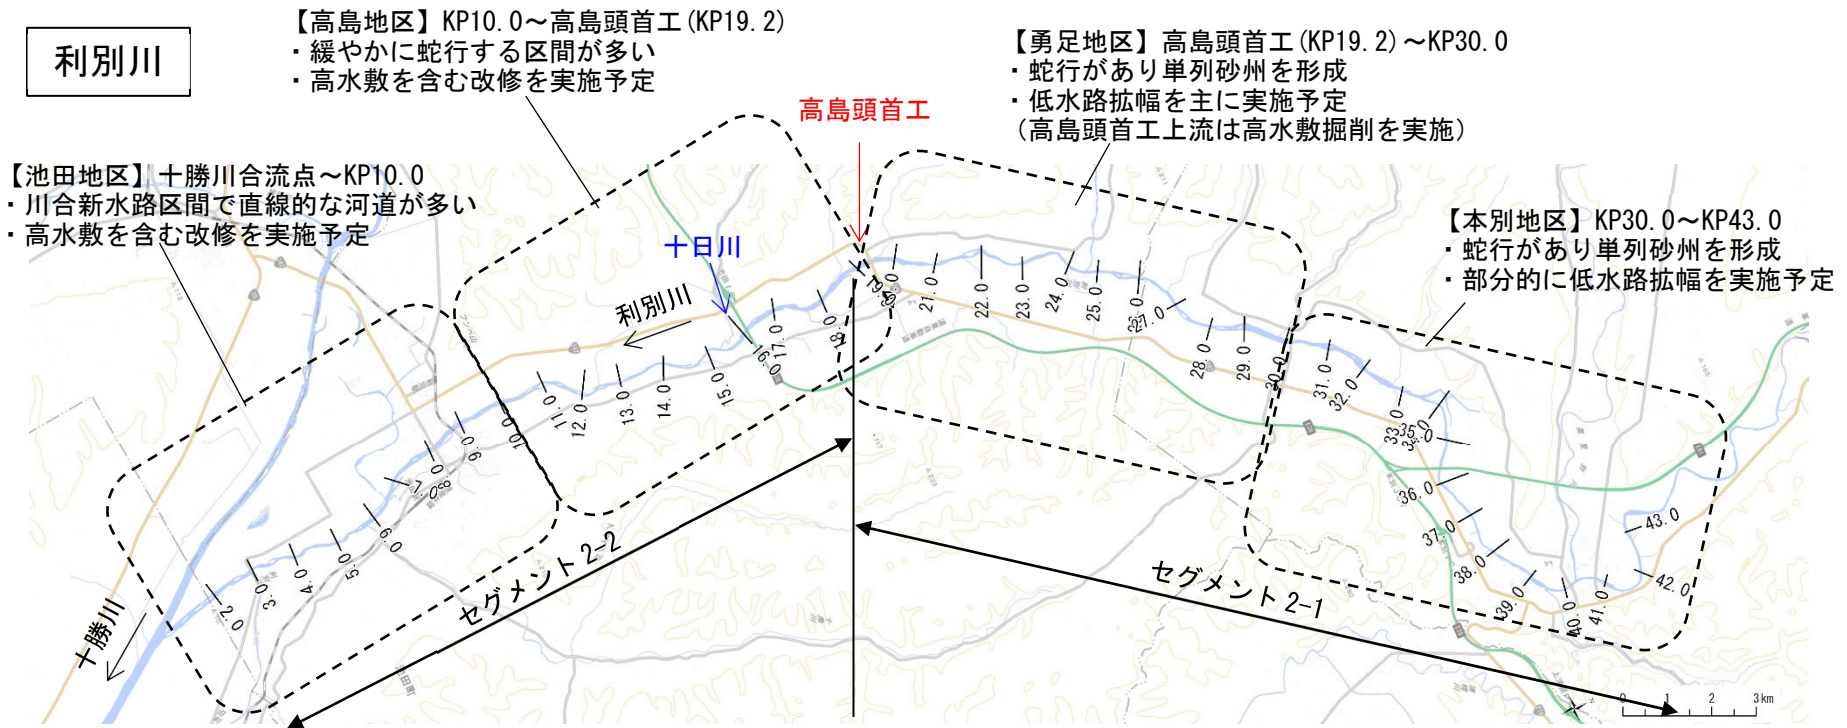 利別川
【高島地区】KP10.0～高島頭首工(KP19.2)
・緩やかに蛇行する区間が多い
・高水敷を含む改修を実施予定
【勇足地区】高島頭首工(KP19.2)～KP30.0
・蛇行があり単列砂州を形成
・低水路拡幅を主に実施予定
(高島頭首工上流は高水敷掘削を実施)
高島頭首工
【池田地区】十勝川合流点～KP10.0
・川合新水路区間で直線的な河道が多い
・高水敷を含む改修を実施予定
【本別地区】KP30.0～KP43.0
・蛇行があり単列砂州を形成
・部分的に低水路拡幅を実施予定
十日川
利別川
十勝川
セグメント2-2
セグメント2-1
2.0
3.0
4.0
5.0
6.0
7.0
8.0
9.0
10.0
11.0
12.0
13.0
14.0
15.0
16.0
17.0
18.0
21.0
22.0
23.0
24.0
25.0
26.0
27.0
28.0
29.0
30.0
31.0
32.0
33.0
35.0
36.0
37.0
38.0
39.0
40.0
41.0
42.0
43.0
0 1 2 3km